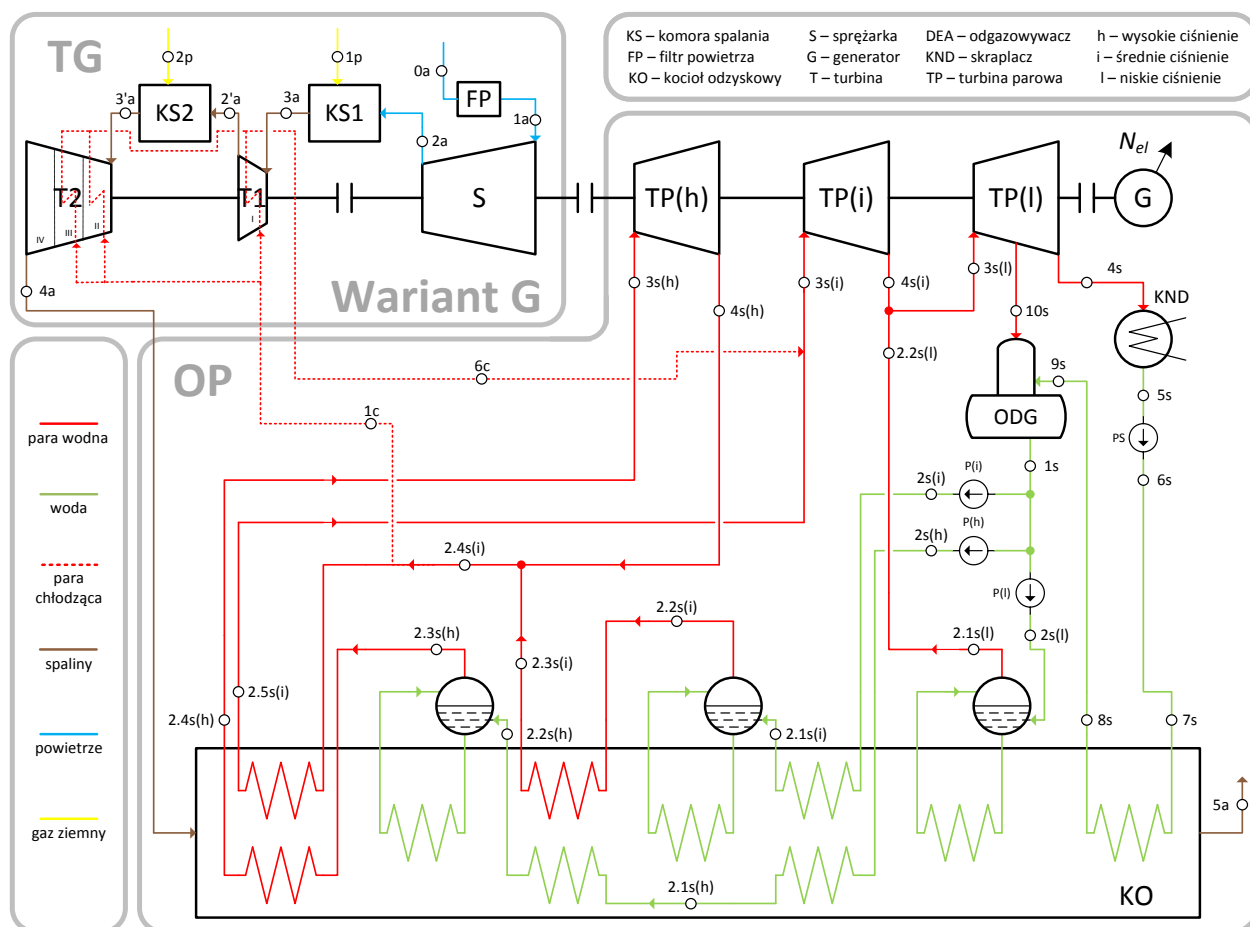 TG
2p
1p
0a
3'a
KS2
2'a
3a
KS1
FP
1a
2a
T2
T1
S
IV
III
II
I
4a
Wariant G
KS – komora spalania
S – sprężarka
DEA – odgazowywacz
h – wysokie ciśnienie
FP – filtr powietrza
G – generator
KND – skraplacz
i – średnie ciśnienie
KO – kocioł odzyskowy
T – turbina
TP – turbina parowa
l – niskie ciśnienie
TP(h)
TP(i)
TP(l)
Nel
G
3s(h)
4s(h)
3s(i)
4s(i)
3s(l)
4s
KND
10s
2.2s(l)
9s
5s
ODG
PS
6s
OP
6c
1c
1s
P(i)
2s(i)
P(h)
2s(h)
P(l)
2s(l)
2.4s(i)
2.3s(h)
2.2s(i)
2.1s(l)
2.3s(i)
2.5s(i)
2.4s(h)
2.2s(h)
2.1s(i)
8s
7s
2.1s(h)
5a
KO
para wodna
woda
para
chłodząca
spaliny
powietrze
gaz ziemny